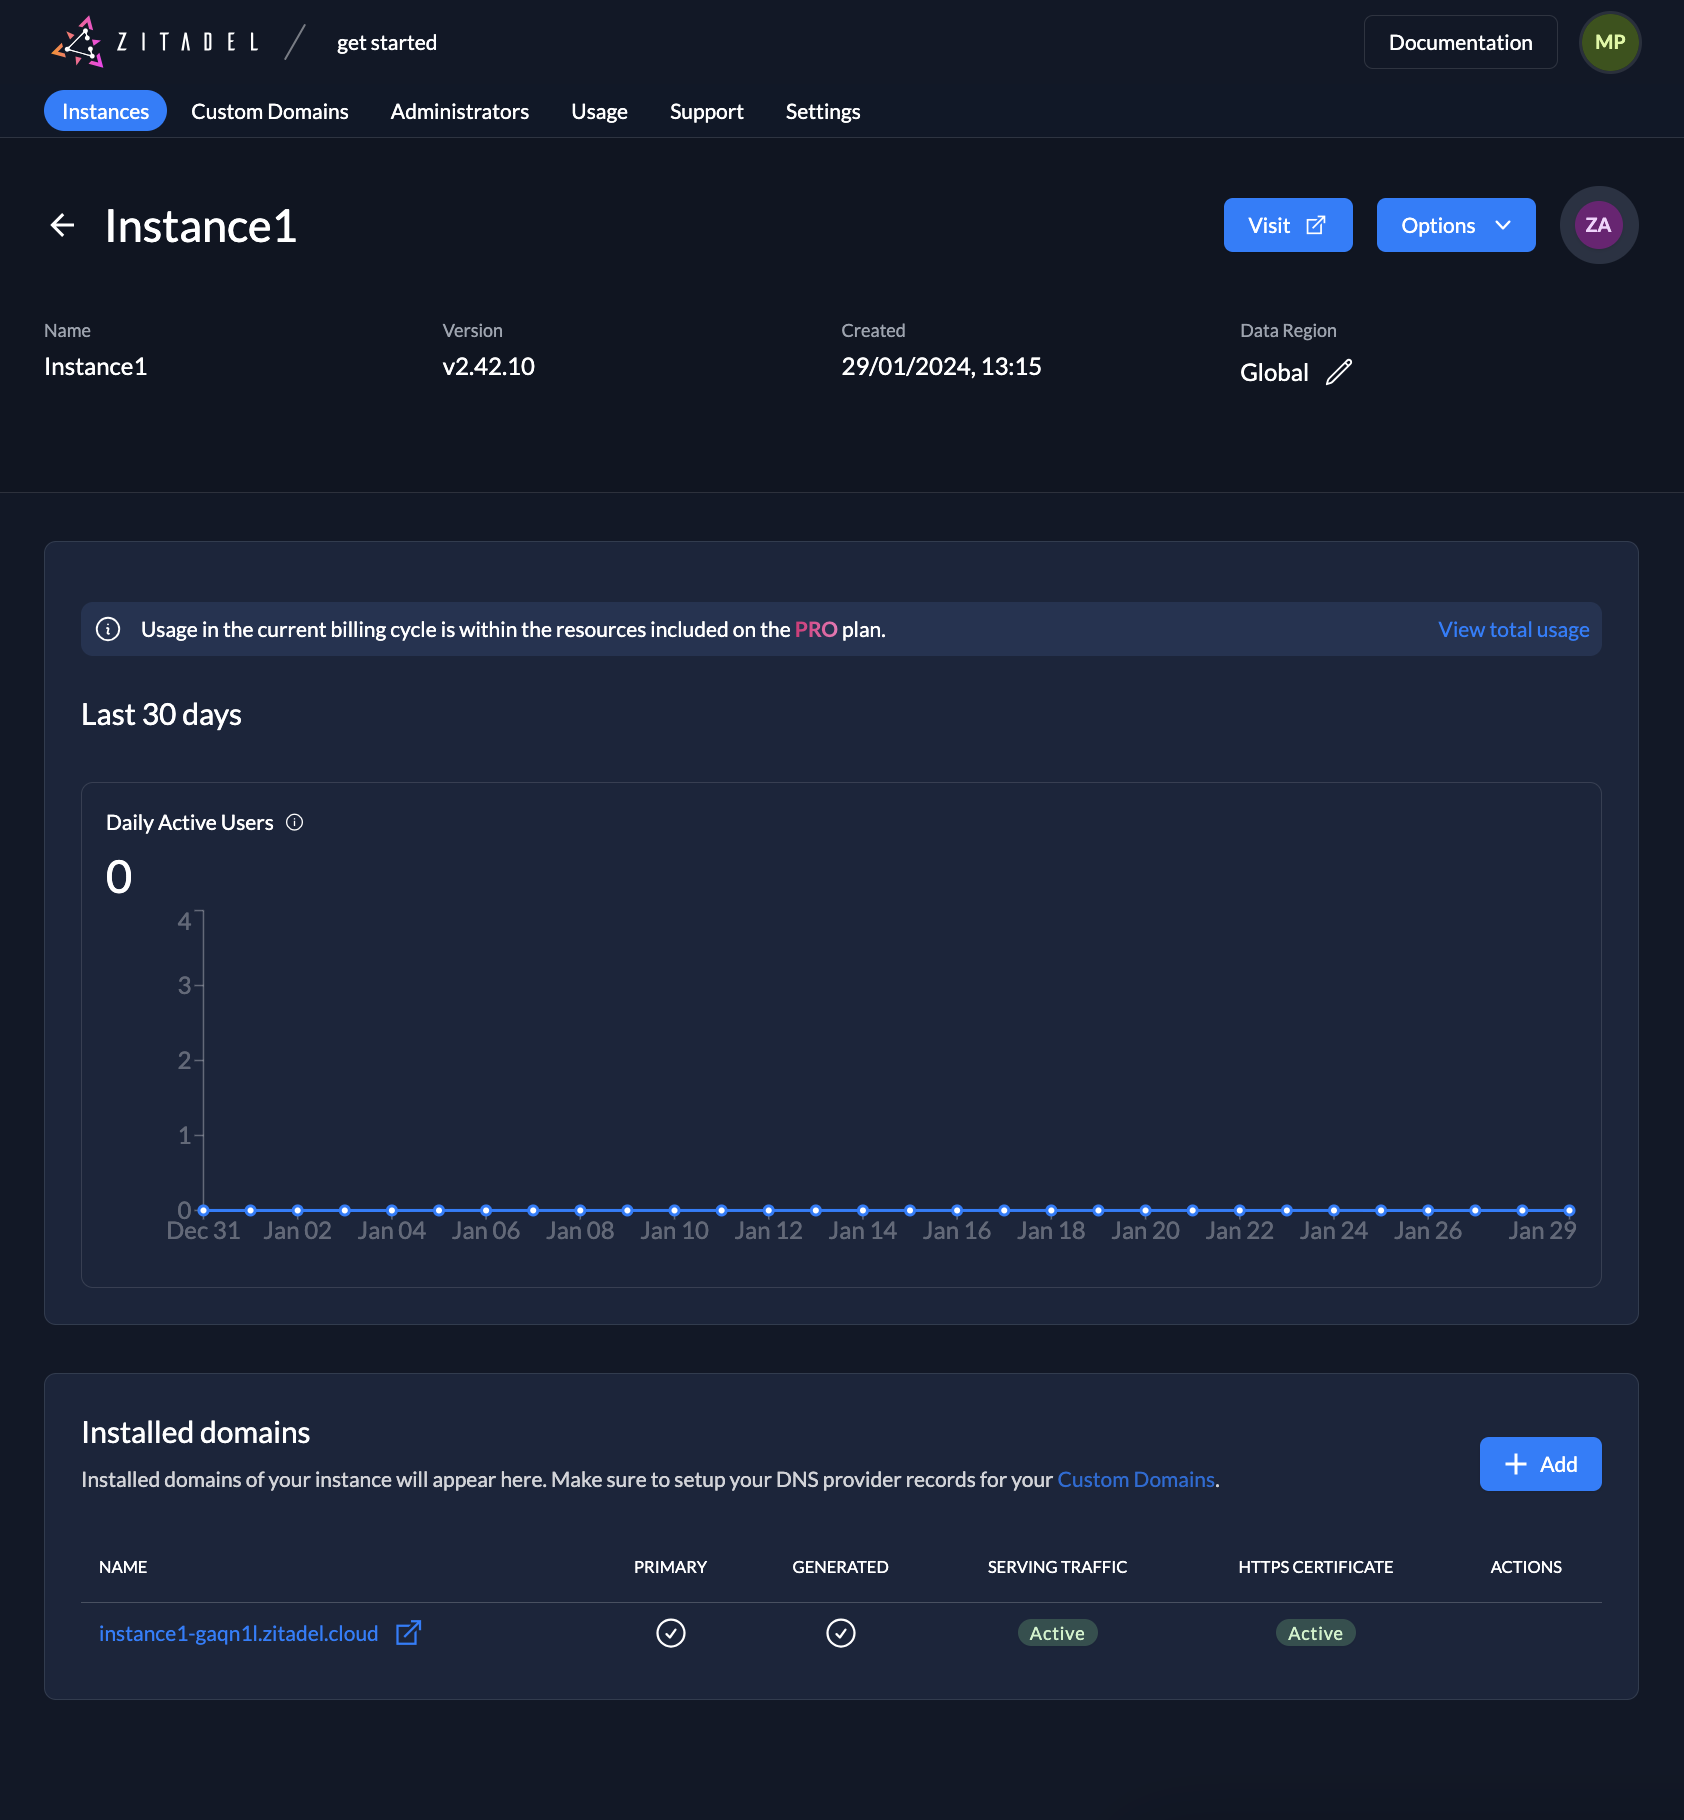 ZITADEL / get started Documentation MP
Instances Custom Domains Administrators Usage Support Settings
Instance1 Visit Options ZA
Name Version Created Data Region
Instance1 v2.42.10 29/01/2024, 13:15 Global
Usage in the current billing cycle is within the resources included on the PRO plan. View total usage
Last 30 days
Daily Active Users
0
4
3
2
1
0
Dec 31 Jan 02 Jan 04 Jan 06 Jan 08 Jan 10 Jan 12 Jan 14 Jan 16 Jan 18 Jan 20 Jan 22 Jan 24 Jan 26 Jan 29
Installed domains
Installed domains of your instance will appear here. Make sure to setup your DNS provider records for your Custom Domains.
Add
NAME PRIMARY GENERATED SERVING TRAFFIC HTTPS CERTIFICATE ACTIONS
instance1-gaqn1l.zitadel.cloud Active Active